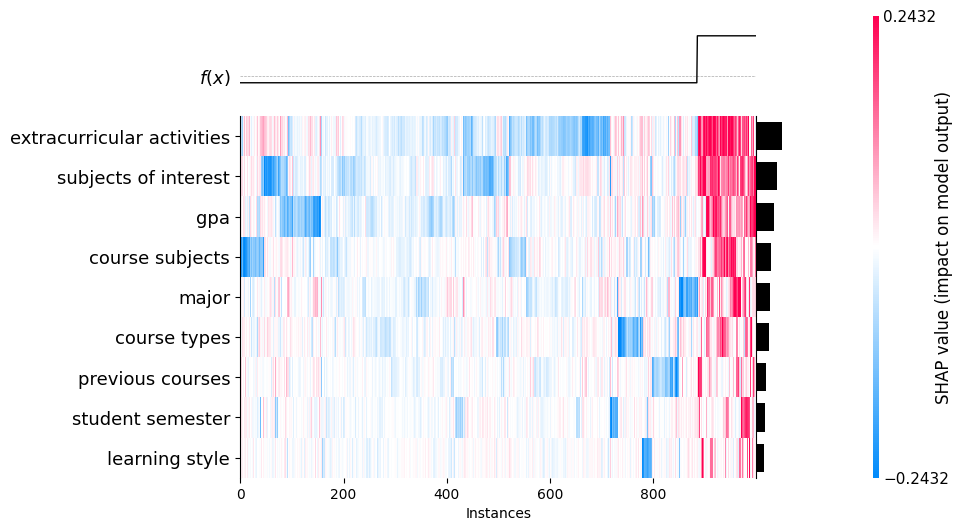 0.2432
f(x)
extracurricular activities
subjects of interest
gpa
course subjects
major
course types
previous courses
student semester
learning style
0 200 400 600 800
Instances
SHAP value (impact on model output)
−0.2432